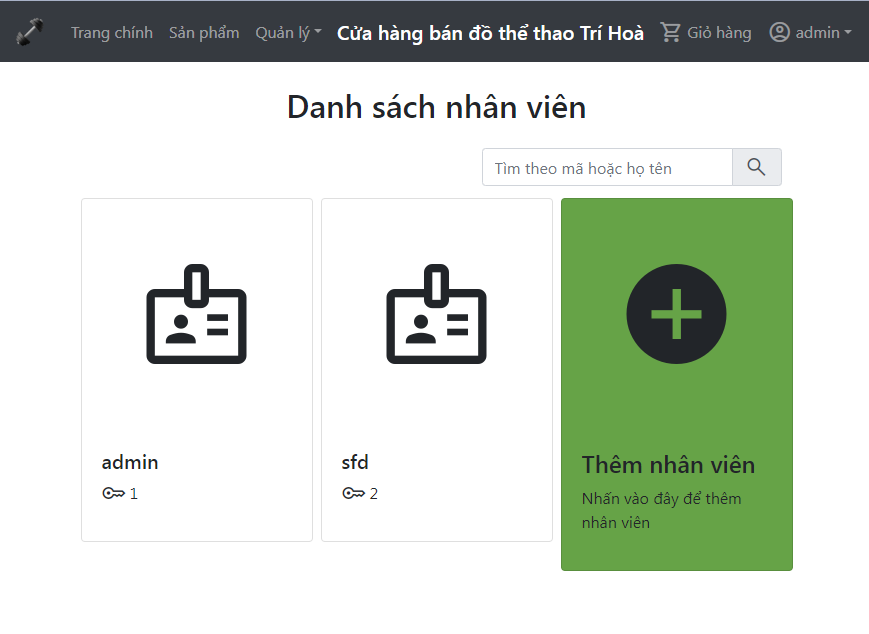 Trang chính Sản phẩm Quản lý Cửa hàng bán đồ thể thao Trí Hoà Giỏ hàng admin
Danh sách nhân viên
Tìm theo mã hoặc họ tên
admin
1
sfd
2
Thêm nhân viên
Nhấn vào đây để thêm
nhân viên